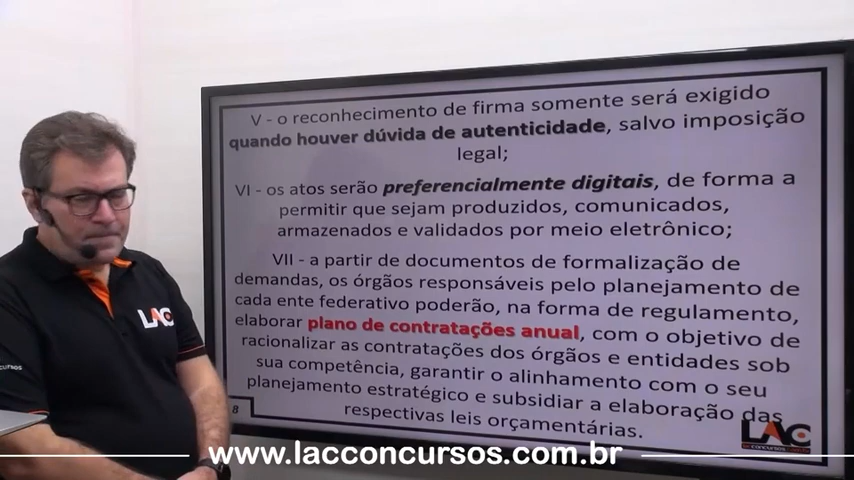 V - o reconhecimento de firma somente será exigido
quando houver dúvida de autenticidade, salvo imposição
legal;
VI - os atos serão preferencialmente digitais, de forma a
permitir que sejam produzidos, comunicados,
armazenados e validados por meio eletrônico;
VII - a partir de documentos de formalização de
demandas, os órgãos responsáveis pelo planejamento de
cada ente federativo poderão, na forma de regulamento,
elaborar plano de contratações anual, com o objetivo de
racionalizar as contratações dos órgãos e entidades sob
sua competência, garantir o alinhamento com o seu
planejamento estratégico e subsidiar a elaboração das
respectivas leis orçamentárias.
8
LAC
LAC
cursos
www.lacconcursos.com.br